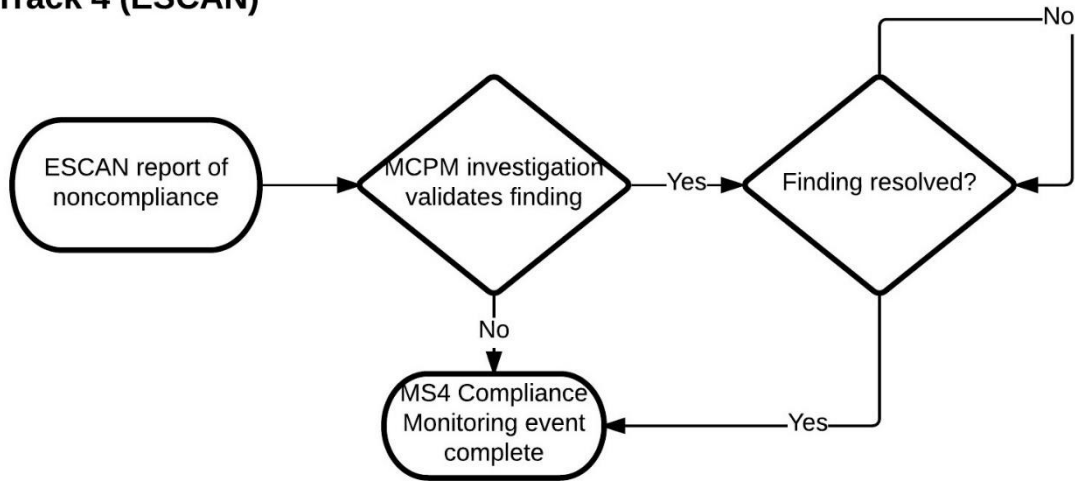 Track 4 (ESCAN)
No
ESCAN report of
noncompliance
MCPM investigation
validates finding
Yes
Finding resolved?
No
MS4 Compliance
Monitoring event
complete
Yes